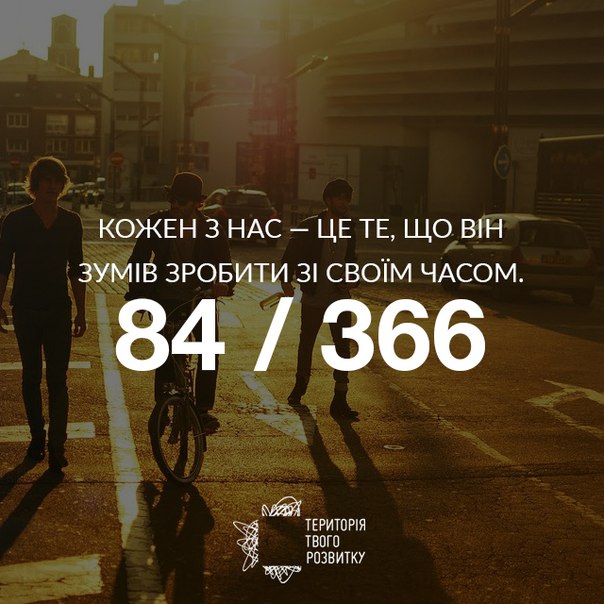 КОЖЕН З НАС — ЦЕ ТЕ, ЩО ВІН
ЗУМІВ ЗРОБИТИ ЗІ СВОЇМ ЧАСОМ.
84 / 366
ТЕРИТОРІЯ
ТВОГО
РОЗВИТКУ